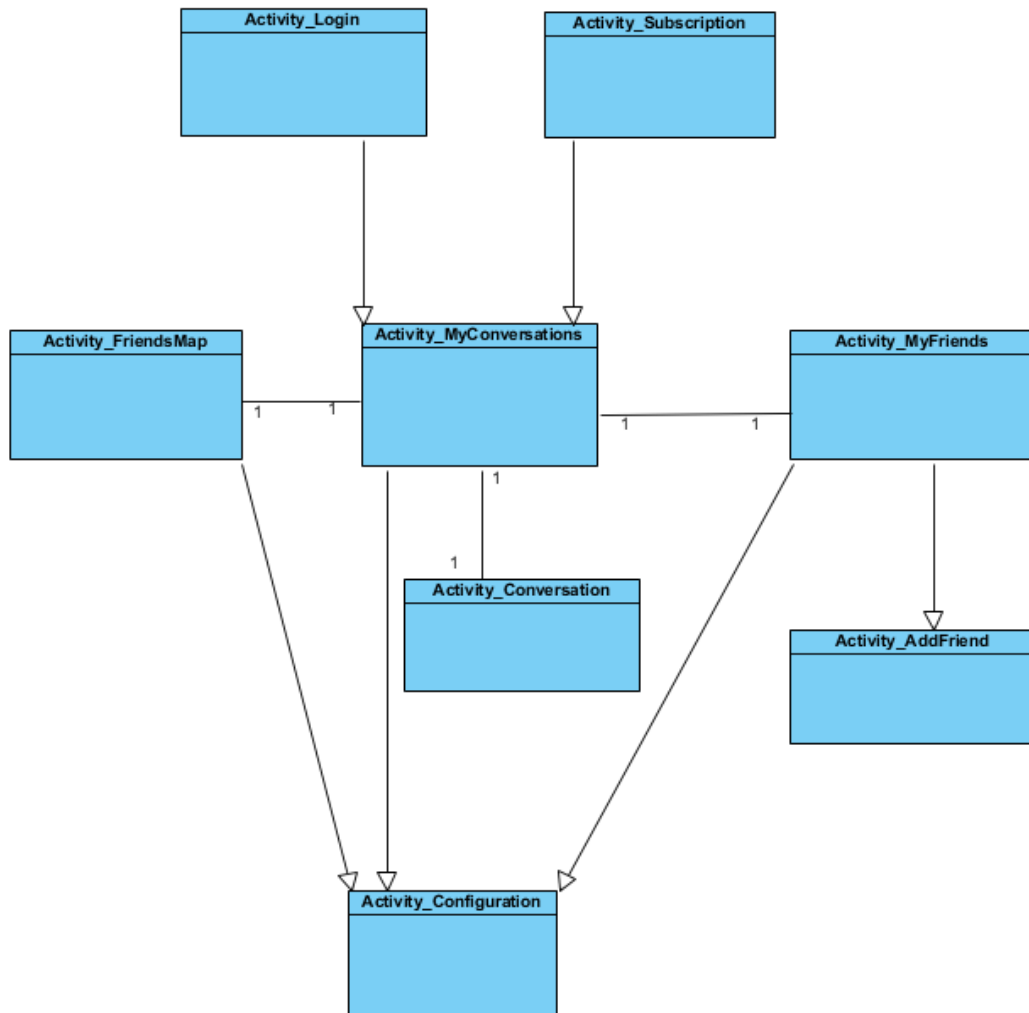 Activity_Login
Activity_Subscription
Activity_FriendsMap
Activity_MyConversations
Activity_MyFriends
1
1
1
1
1
1
Activity_Conversation
Activity_AddFriend
Activity_Configuration